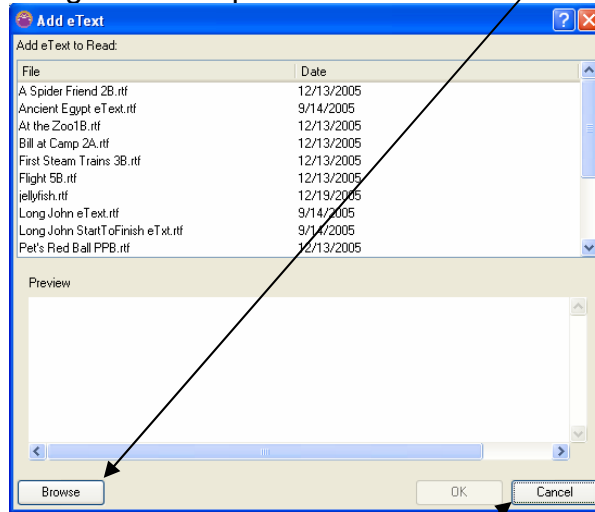 Add eText
Add eText to Read:
File Date
A Spider Friend 2B.rtf 12/13/2005
Ancient Egypt eText.rtf 9/14/2005
At the Zoo1B.rtf 12/13/2005
Bill at Camp 2A.rtf 12/13/2005
First Steam Trains 3B.rtf 12/13/2005
Flight 5B.rtf 12/13/2005
jellyfish.rtf 12/19/2005
Long John eText.rtf 9/14/2005
Long John StartToFinish eTxt.rtf 9/14/2005
Pet's Red Ball PPB.rtf 12/13/2005
Preview
Browse OK Cancel